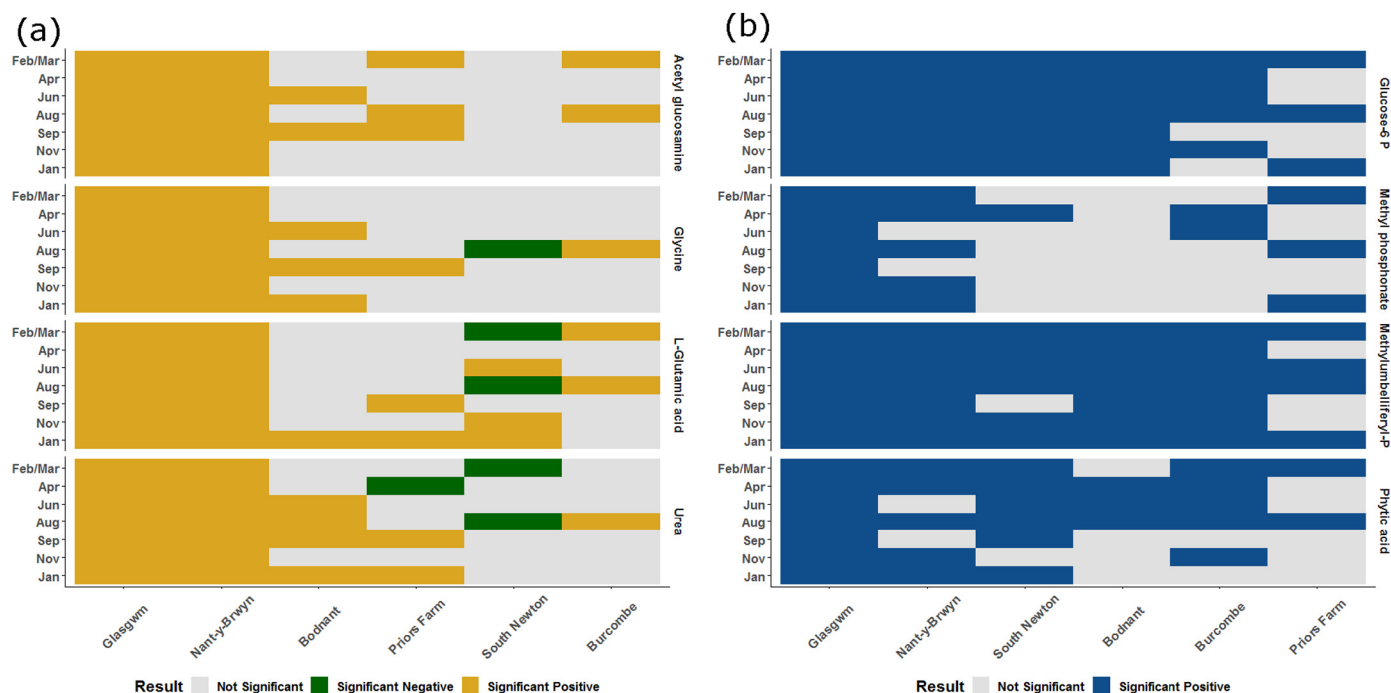 (a)
Feb/Mar
Apr
Jun
Aug
Sep
Nov
Jan
Acetyl glucosamine
Feb/Mar
Apr
Jun
Aug
Sep
Nov
Jan
Glycine
Feb/Mar
Apr
Jun
Aug
Sep
Nov
Jan
L-Glutamic acid
Feb/Mar
Apr
Jun
Aug
Sep
Nov
Jan
Urea
Glasgwm
Nant-y-Brwyn
Bodnant
Priors Farm
South Newton
Burcombe
Result Not Significant Significant Negative Significant Positive
(b)
Feb/Mar
Apr
Jun
Aug
Sep
Nov
Jan
Glucose-6 P
Feb/Mar
Apr
Jun
Aug
Sep
Nov
Jan
Methyl phosphonate
Feb/Mar
Apr
Jun
Aug
Sep
Nov
Jan
Methylumbelliferyl-P
Feb/Mar
Apr
Jun
Aug
Sep
Nov
Jan
Phytic acid
Glasgwm
Nant-y-Brwyn
South Newton
Bodnant
Burcombe
Priors Farm
Result Not Significant Significant Positive